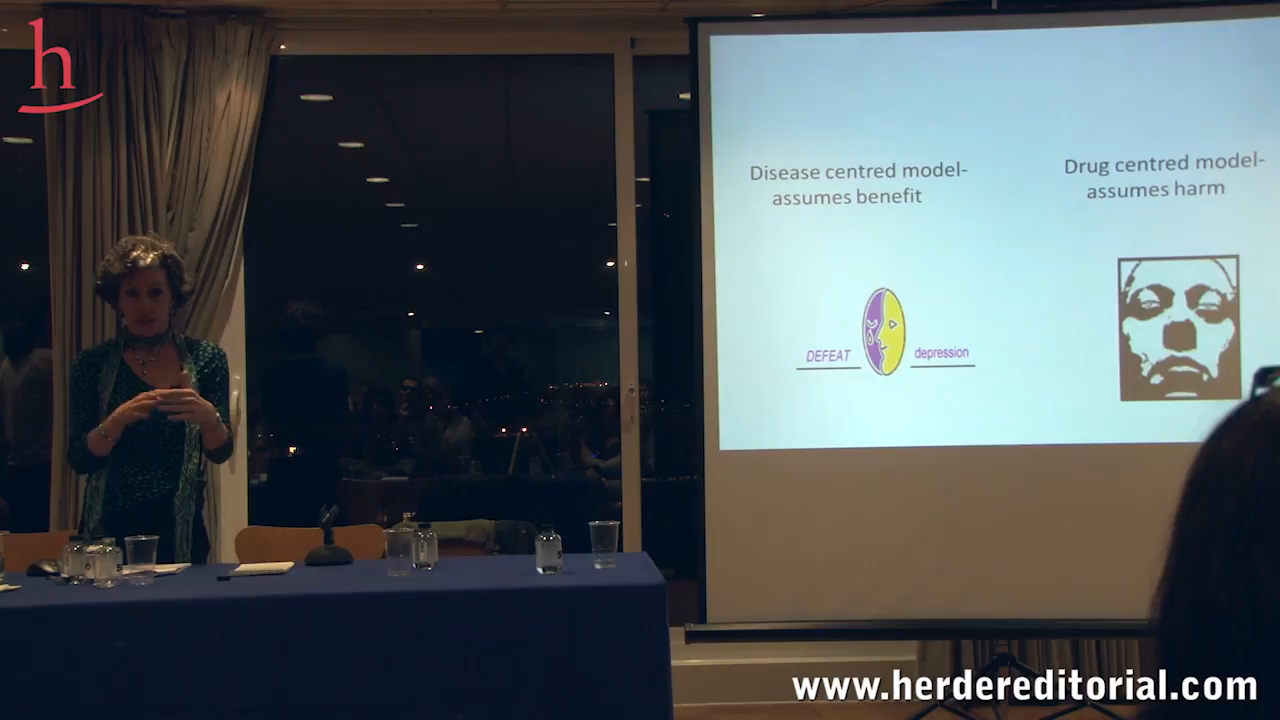 h
Disease centred model-
assumes benefit
Drug centred model-
assumes harm
DEFEAT depression
www.herdereditorial.com